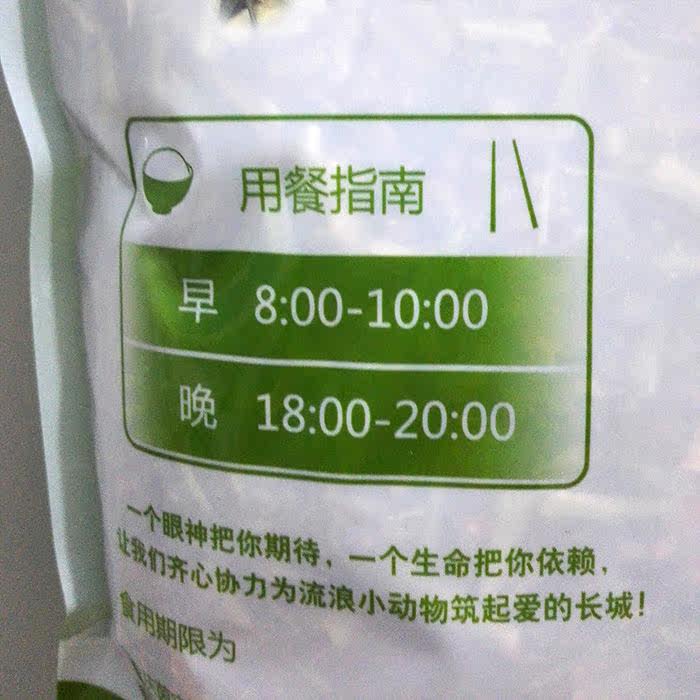 用餐指南
早 8:00-10:00
晚 18:00-20:00
一个眼神把你期待，一个生命把你依赖，
让我们齐心协力为流浪小动物筑起爱的长城！
食用期限为